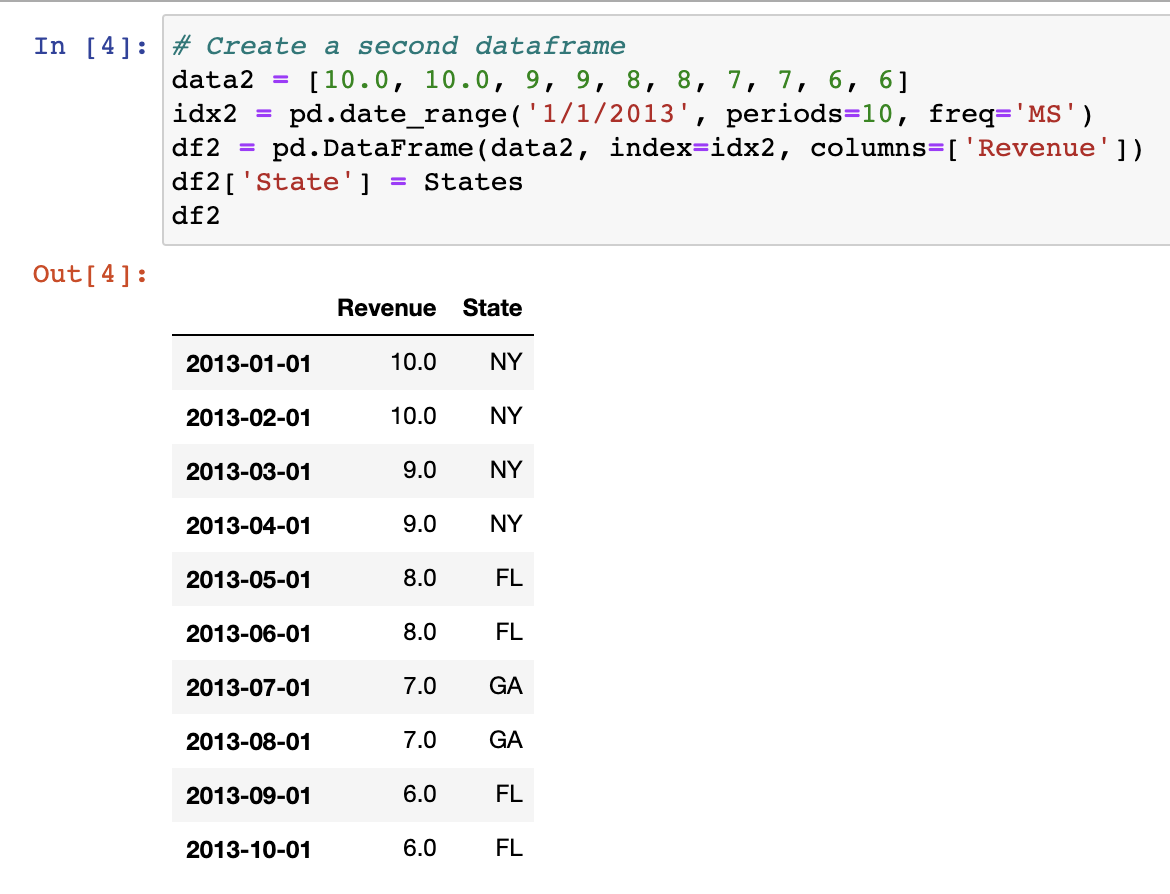 In [4]: # Create a second dataframe
data2 = [10.0, 10.0, 9, 9, 8, 8, 7, 7, 6, 6]
idx2 = pd.date_range('1/1/2013', periods=10, freq='MS')
df2 = pd.DataFrame(data2, index=idx2, columns=['Revenue'])
df2['State'] = States
df2
Out[4]:
Revenue State
2013-01-01 10.0 NY
2013-02-01 10.0 NY
2013-03-01 9.0 NY
2013-04-01 9.0 NY
2013-05-01 8.0 FL
2013-06-01 8.0 FL
2013-07-01 7.0 GA
2013-08-01 7.0 GA
2013-09-01 6.0 FL
2013-10-01 6.0 FL